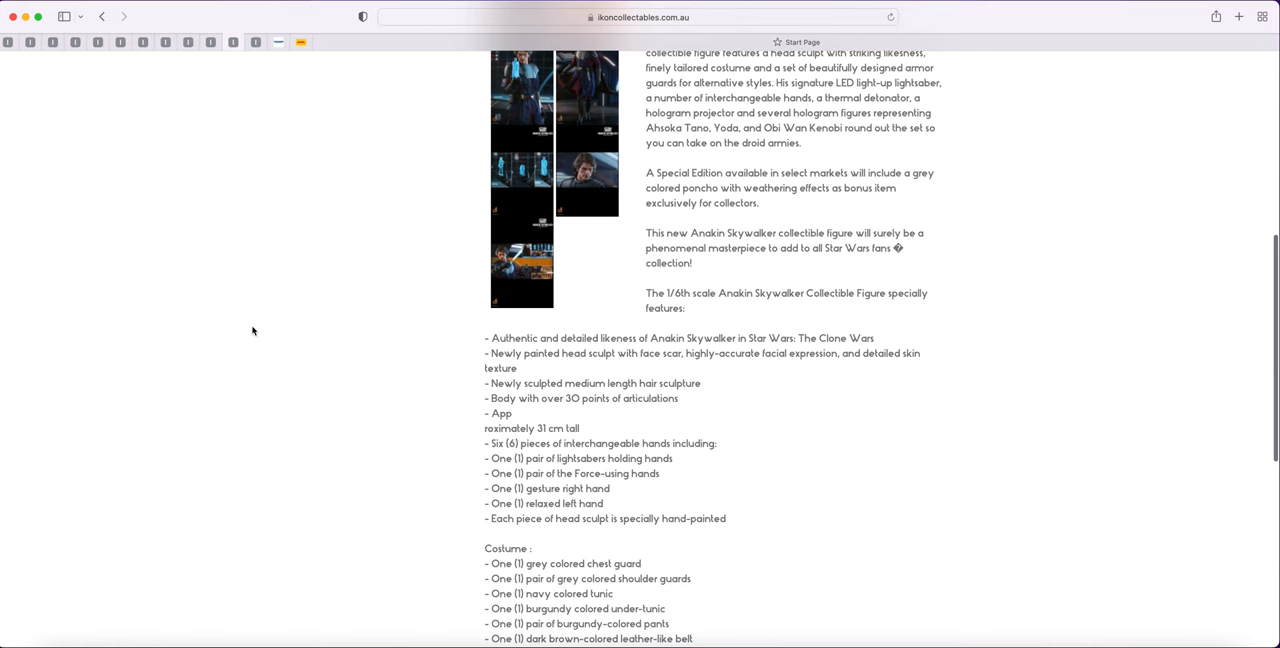 ikoncollectables.com.au
Start Page
collectible figure features a head sculpt with striking likeness,
finely tailored costume and a set of beautifully designed armor
guards for alternative styles. His signature LED light-up lightsaber,
a number of interchangeable hands, a thermal detonator, a
hologram projector and several hologram figures representing
Ahsoka Tano, Yoda, and Obi Wan Kenobi round out the set so
you can take on the droid armies.
A Special Edition available in select markets will include a grey
colored poncho with weathering effects as bonus item
exclusively for collectors.
This new Anakin Skywalker collectible figure will surely be a
phenomenal masterpiece to add to all Star Wars fans �
collection!
The 1/6th scale Anakin Skywalker Collectible Figure specially
features:
- Authentic and detailed likeness of Anakin Skywalker in Star Wars: The Clone Wars
- Newly painted head sculpt with face scar, highly-accurate facial expression, and detailed skin
texture
- Newly sculpted medium length hair sculpture
- Body with over 30 points of articulations
- App
roximately 31 cm tall
- Six (6) pieces of interchangeable hands including:
- One (1) pair of lightsabers holding hands
- One (1) pair of the Force-using hands
- One (1) gesture right hand
- One (1) relaxed left hand
- Each piece of head sculpt is specially hand-painted
Costume :
- One (1) grey colored chest guard
- One (1) pair of grey colored shoulder guards
- One (1) navy colored tunic
- One (1) burgundy colored under-tunic
- One (1) pair of burgundy-colored pants
- One (1) dark brown-colored leather-like belt